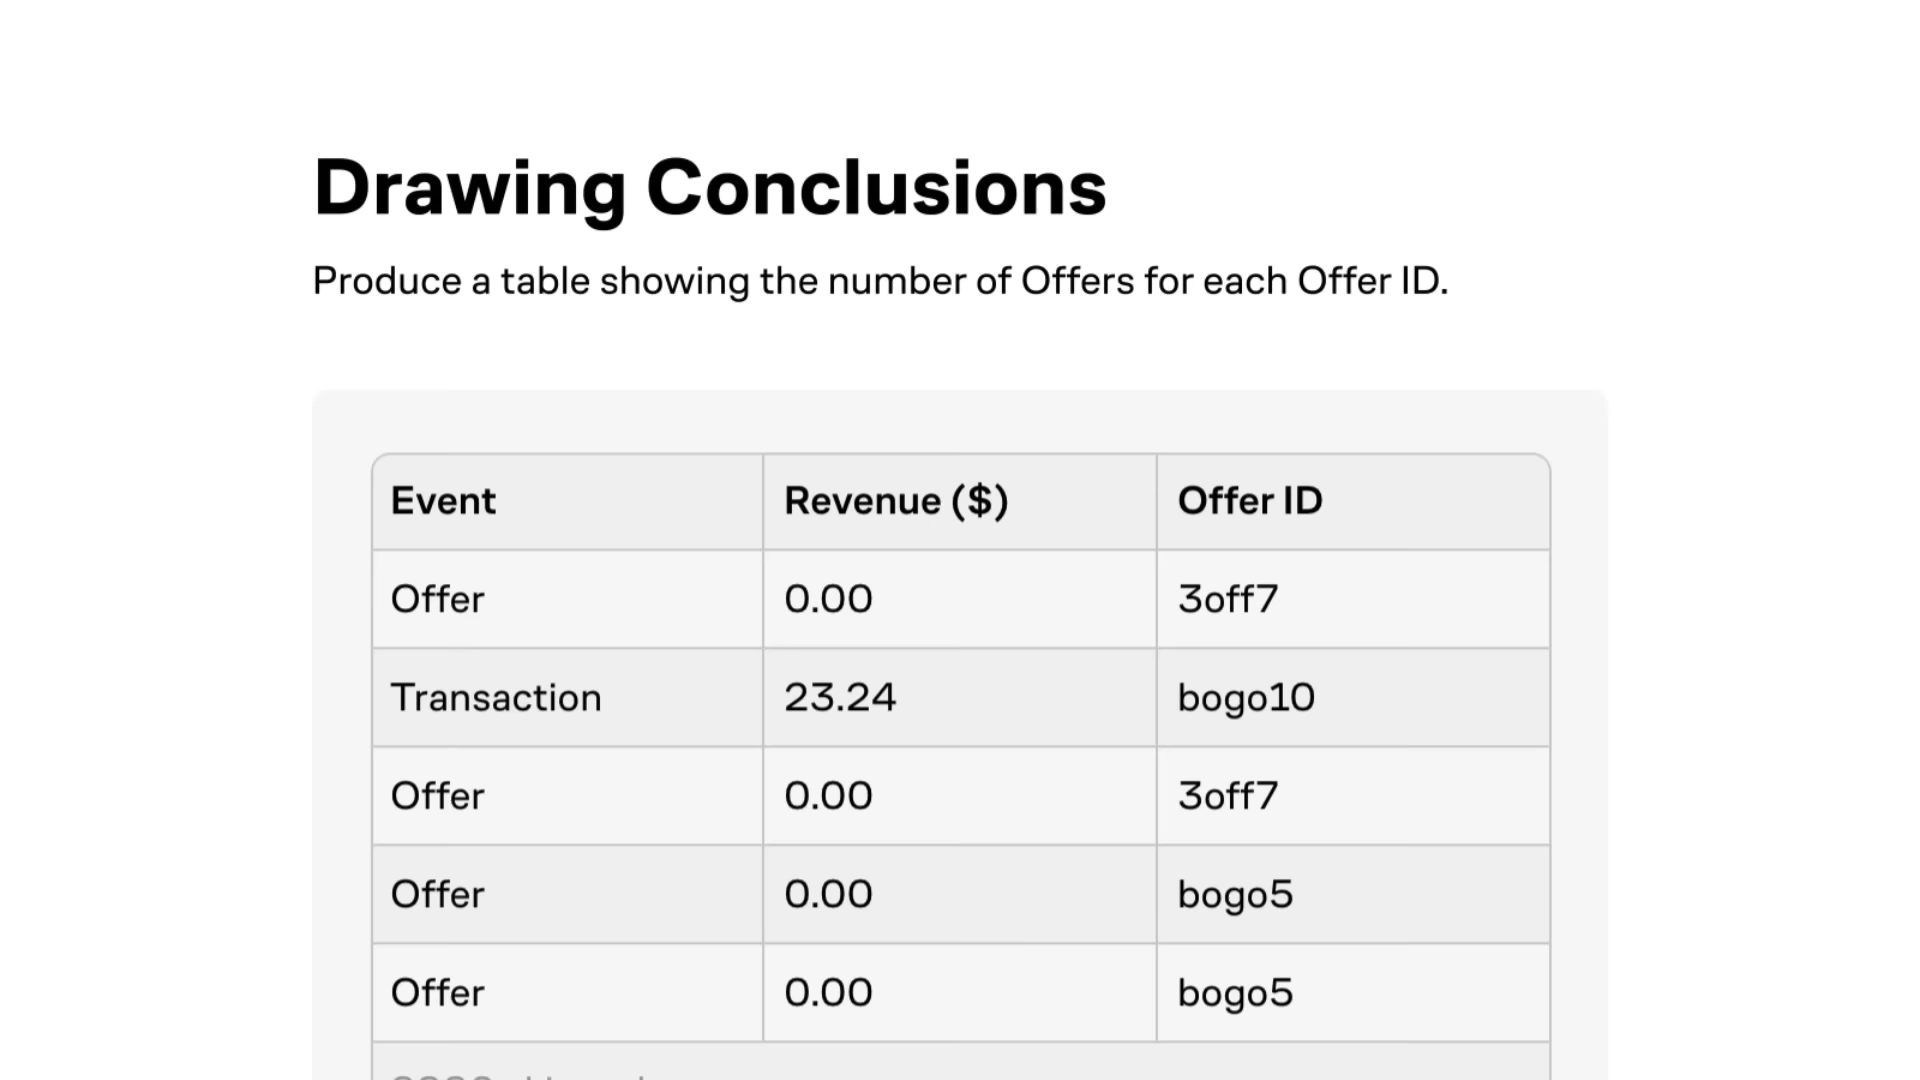 Drawing Conclusions
Produce a table showing the number of Offers for each Offer ID.
Event Revenue ($) Offer ID
Offer 0.00 3off7
Transaction 23.24 bogo10
Offer 0.00 3off7
Offer 0.00 bogo5
Offer 0.00 bogo5